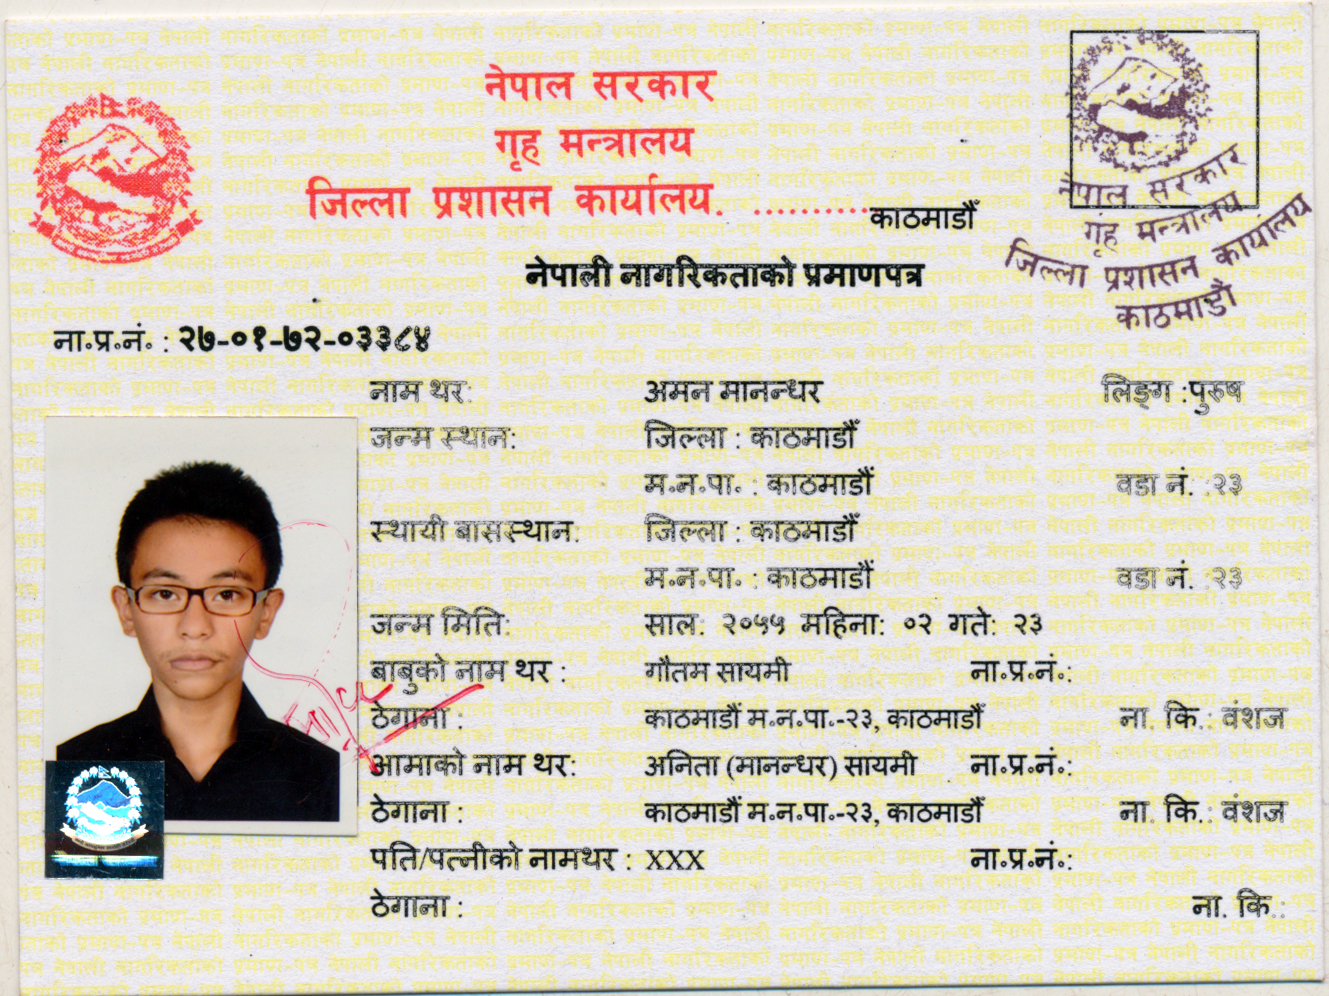 नेपाल सरकार
गृह मन्त्रालय
जिल्ला प्रशासन कार्यालय. ..........काठमाडौँ
नेपाल सरकार
गृह मन्त्रालय
जिल्ला प्रशासन कार्यालय
काठमाडौँ
नेपाली नागरिकताको प्रमाणपत्र
ना॰प्र॰नं॰ : २७-०१-७२-०३३८४
नाम थर: अमन मानन्धर लिङ्ग :पुरुष
जन्म स्थान: जिल्ला : काठमाडौँ
म॰न॰पा॰ : काठमाडौँ वडा नं. २३
स्थायी बासस्थान: जिल्ला : काठमाडौँ
म॰न॰पा॰ : काठमाडौँ वडा नं. २३
जन्म मिति: साल: २०५५ महिना: ०२ गते: २३
बाबुको नाम थर : गौतम सायमी ना॰प्र॰नं॰:
ठेगाना : काठमाडौँ म॰न॰पा॰-२३, काठमाडौँ ना. कि.: वंशज
आमाको नाम थर: अनिता (मानन्धर) सायमी ना॰प्र॰नं॰:
ठेगाना : काठमाडौँ म॰न॰पा॰-२३, काठमाडौँ ना. कि.: वंशज
पति/पत्नीको नामथर : XXX ना॰प्र॰नं॰:
ठेगाना : ना. कि.: